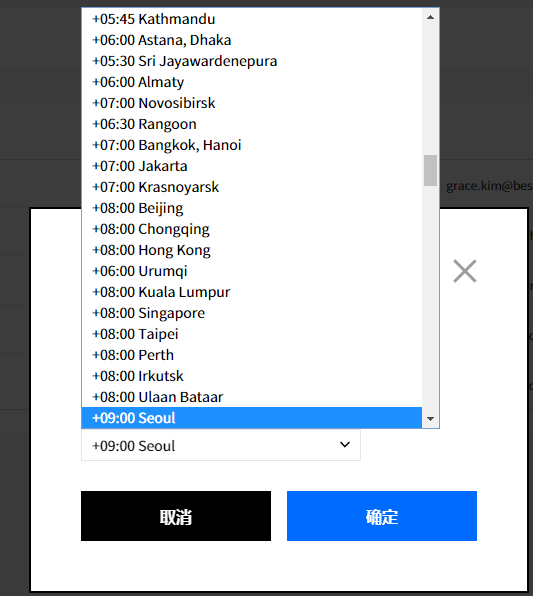 +05:45 Kathmandu
+06:00 Astana, Dhaka
+05:30 Sri Jayawardenepura
+06:00 Almaty
+07:00 Novosibirsk
+06:30 Rangoon
+07:00 Bangkok, Hanoi
+07:00 Jakarta
+07:00 Krasnoyarsk
grace.kim@bes
+08:00 Beijing
+08:00 Chongqing
+08:00 Hong Kong
+06:00 Urumqi
+08:00 Kuala Lumpur
+08:00 Singapore
+08:00 Taipei
+08:00 Perth
+08:00 Irkutsk
+08:00 Ulaan Bataar
+09:00 Seoul
+09:00 Seoul
取消
确定